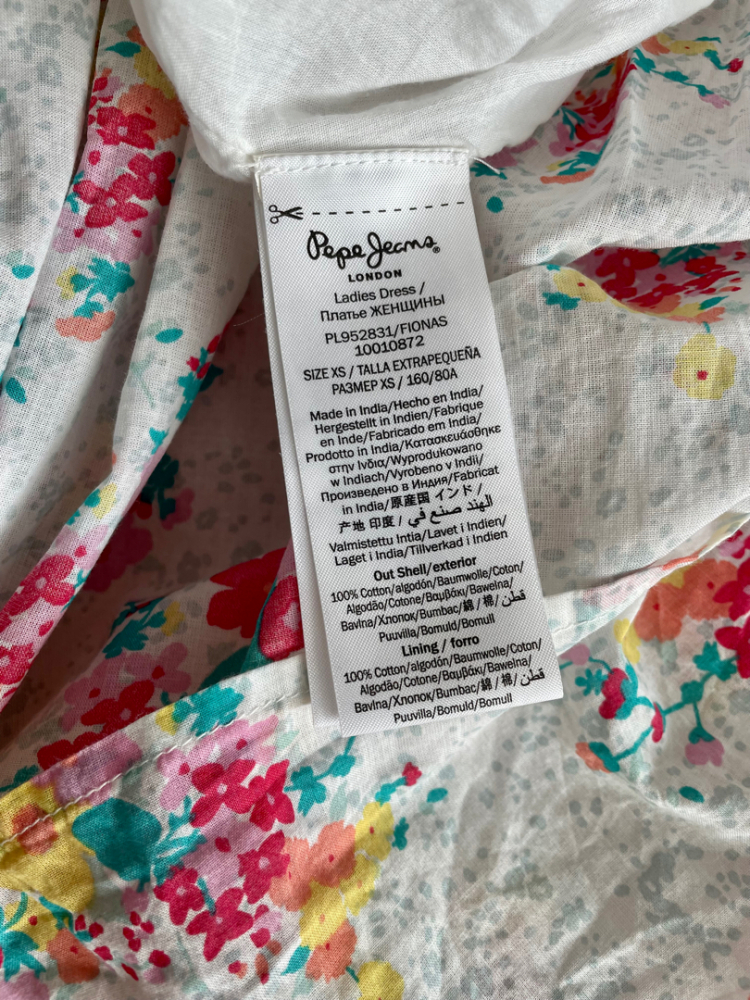 Pepe Jeans®
LONDON
Ladies Dress /
Платье ЖЕНЩИНЫ
PL952831/FIONAS
10010872
SIZE XS / TALLA EXTRAPEQUEÑA
РАЗМЕР XS / 160/80A
Made in India/Hecho en India/
Hergestellt in Indien/Fabrique
en Inde/Fabricado em India/
Prodotto in India/Κατασκευάσθηκε
στην Ινδια/Wyprodukowano
w Indiach/Vyrobeno v Indii/
Произведено в Индия/Fabricat
in India/原産国 インド/
产地 印度/ الهند صنع في/
Valmistettu Intia/Lavet i Indien/
Laget i India/Tillverkad i Indien
Out Shell/exterior
100% Cotton/algodón/Baumwolle/Coton/
Algodão/Cotone/Βαμβάκι/Bawelna/
Bavlna/Хлопок/Bumbac/綿/棉/قطن/
Puuvilla/Bomuld/Bomull
Lining / forro
100% Cotton/algodón/Baumwolle/Coton/
Algodão/Cotone/Βαμβάκι/Bawelna/
Bavlna/Хлопок/Bumbac/綿/棉/قطن/
Puuvilla/Bomuld/Bomull